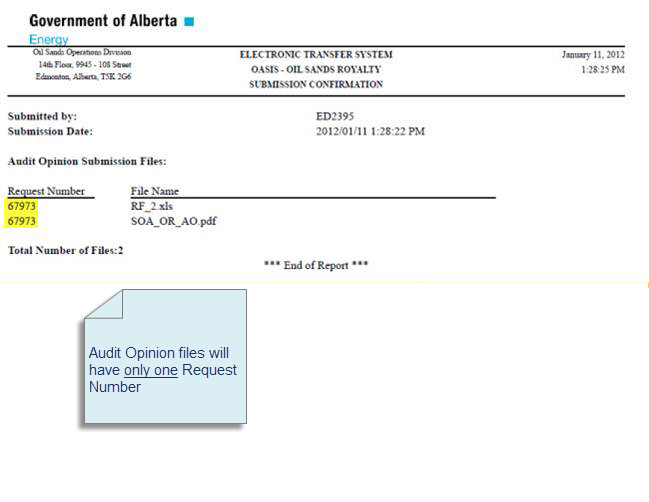 Government of Alberta
Energy
Oil Sands Operations Division
14th Floor, 9945 - 108 Street
Edmonton, Alberta, T5K 2G6
ELECTRONIC TRANSFER SYSTEM
OASIS - OIL SANDS ROYALTY
SUBMISSION CONFIRMATION
January 11, 2012
1:28:25 PM
Submitted by: ED2395
Submission Date: 2012/01/11 1:28:22 PM
Audit Opinion Submission Files:
Request Number File Name
67973 RF_2.xls
67973 SOA_OR_AO.pdf
Total Number of Files:2
*** End of Report ***
Audit Opinion files will
have only one Request
Number